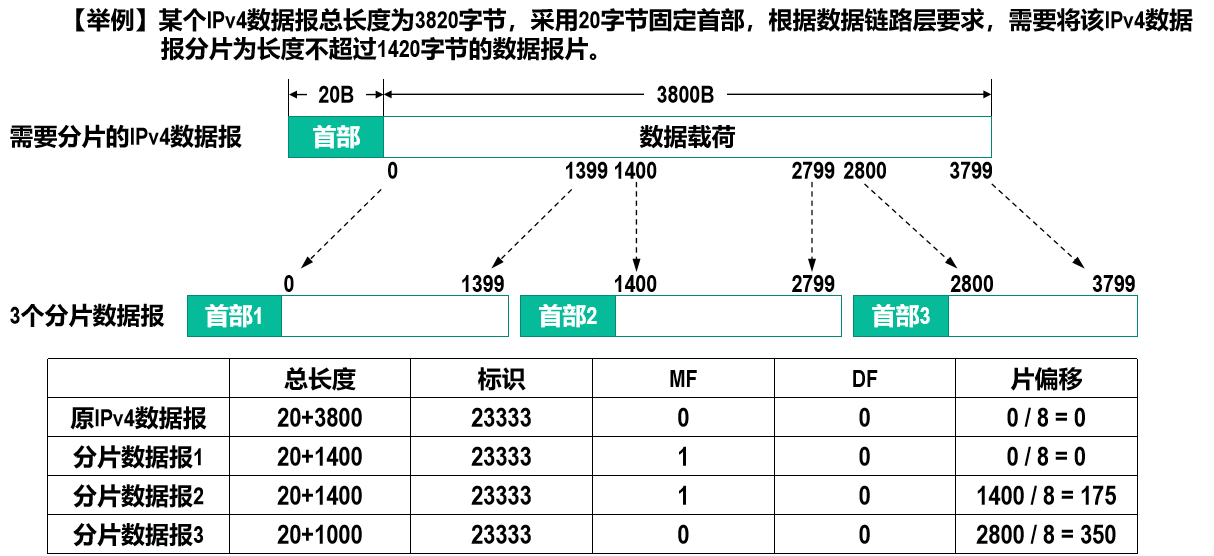 【举例】某个IPv4数据报总长度为3820字节，采用20字节固定首部，根据数据链路层要求，需要将该IPv4数据
报分片为长度不超过1420字节的数据报片。
20B 3800B
需要分片的IPv4数据报 首部 数据载荷
0 1399 1400 2799 2800 3799
0 1399 1400 2799 2800 3799
3个分片数据报 首部1 首部2 首部3
总长度 标识 MF DF 片偏移
原IPv4数据报 20+3800 23333 0 0 0 / 8 = 0
分片数据报1 20+1400 23333 1 0 0 / 8 = 0
分片数据报2 20+1400 23333 1 0 1400 / 8 = 175
分片数据报3 20+1000 23333 0 0 2800 / 8 = 350